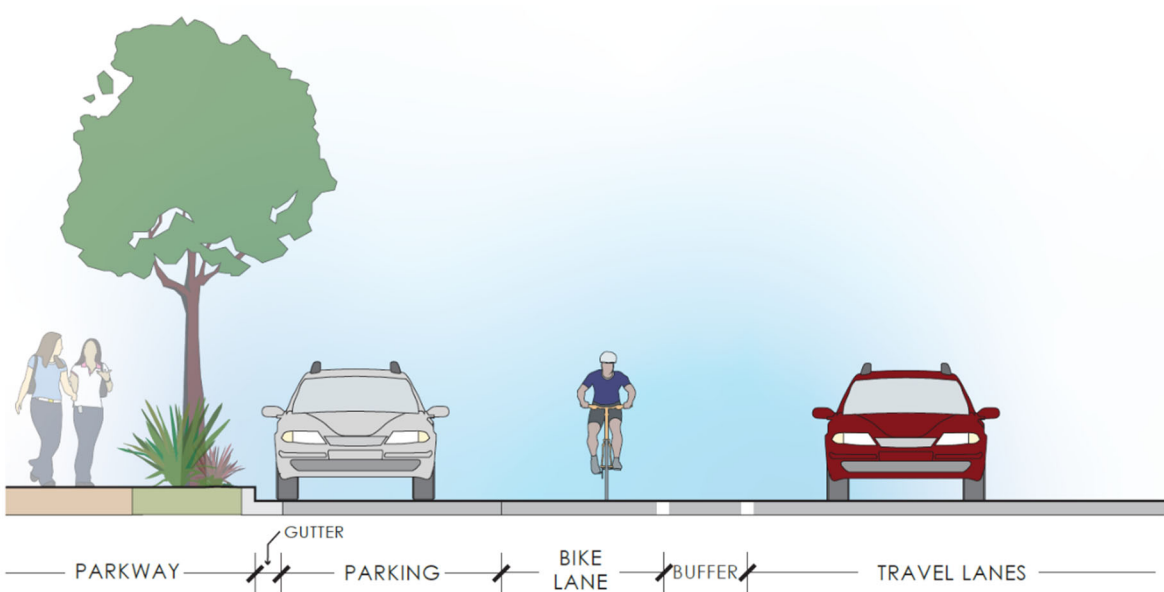 GUTTER
PARKWAY
PARKING
BIKE
LANE
BUFFER
TRAVEL LANES